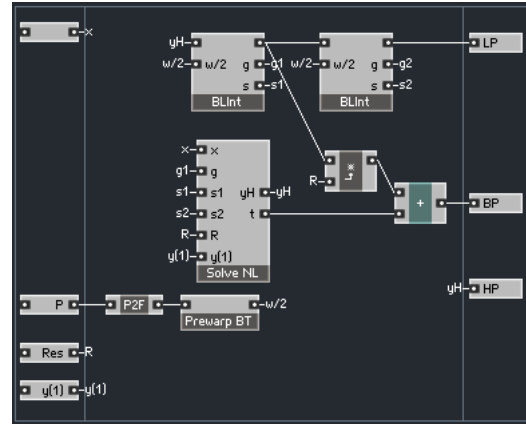 x
yH
w/2 w/2 g g1 w/2 g g2
s s1 s s2
BLInt BLInt
LP
x x
g1 g
s1 s1 yH yH
s2 s2 t
R R
y(1) y(1)
Solve NL
R
+
BP
yH HP
P P2F w/2
Prewarp BT
Res R
y(1) y(1)